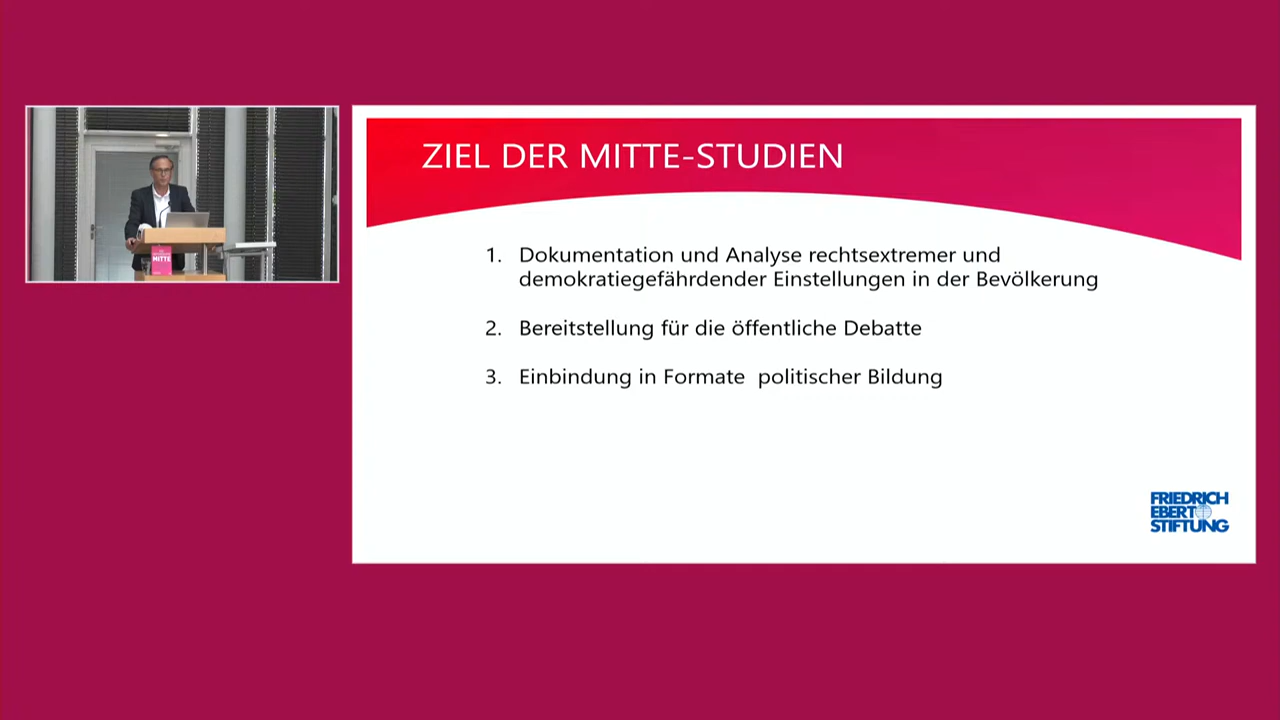 MITTE
ZIEL DER MITTE-STUDIEN
1. Dokumentation und Analyse rechtsextremer und
demokratiegefährdender Einstellungen in der Bevölkerung
2. Bereitstellung für die öffentliche Debatte
3. Einbindung in Formate  politischer Bildung
FRIEDRICH
EBERT
STIFTUNG